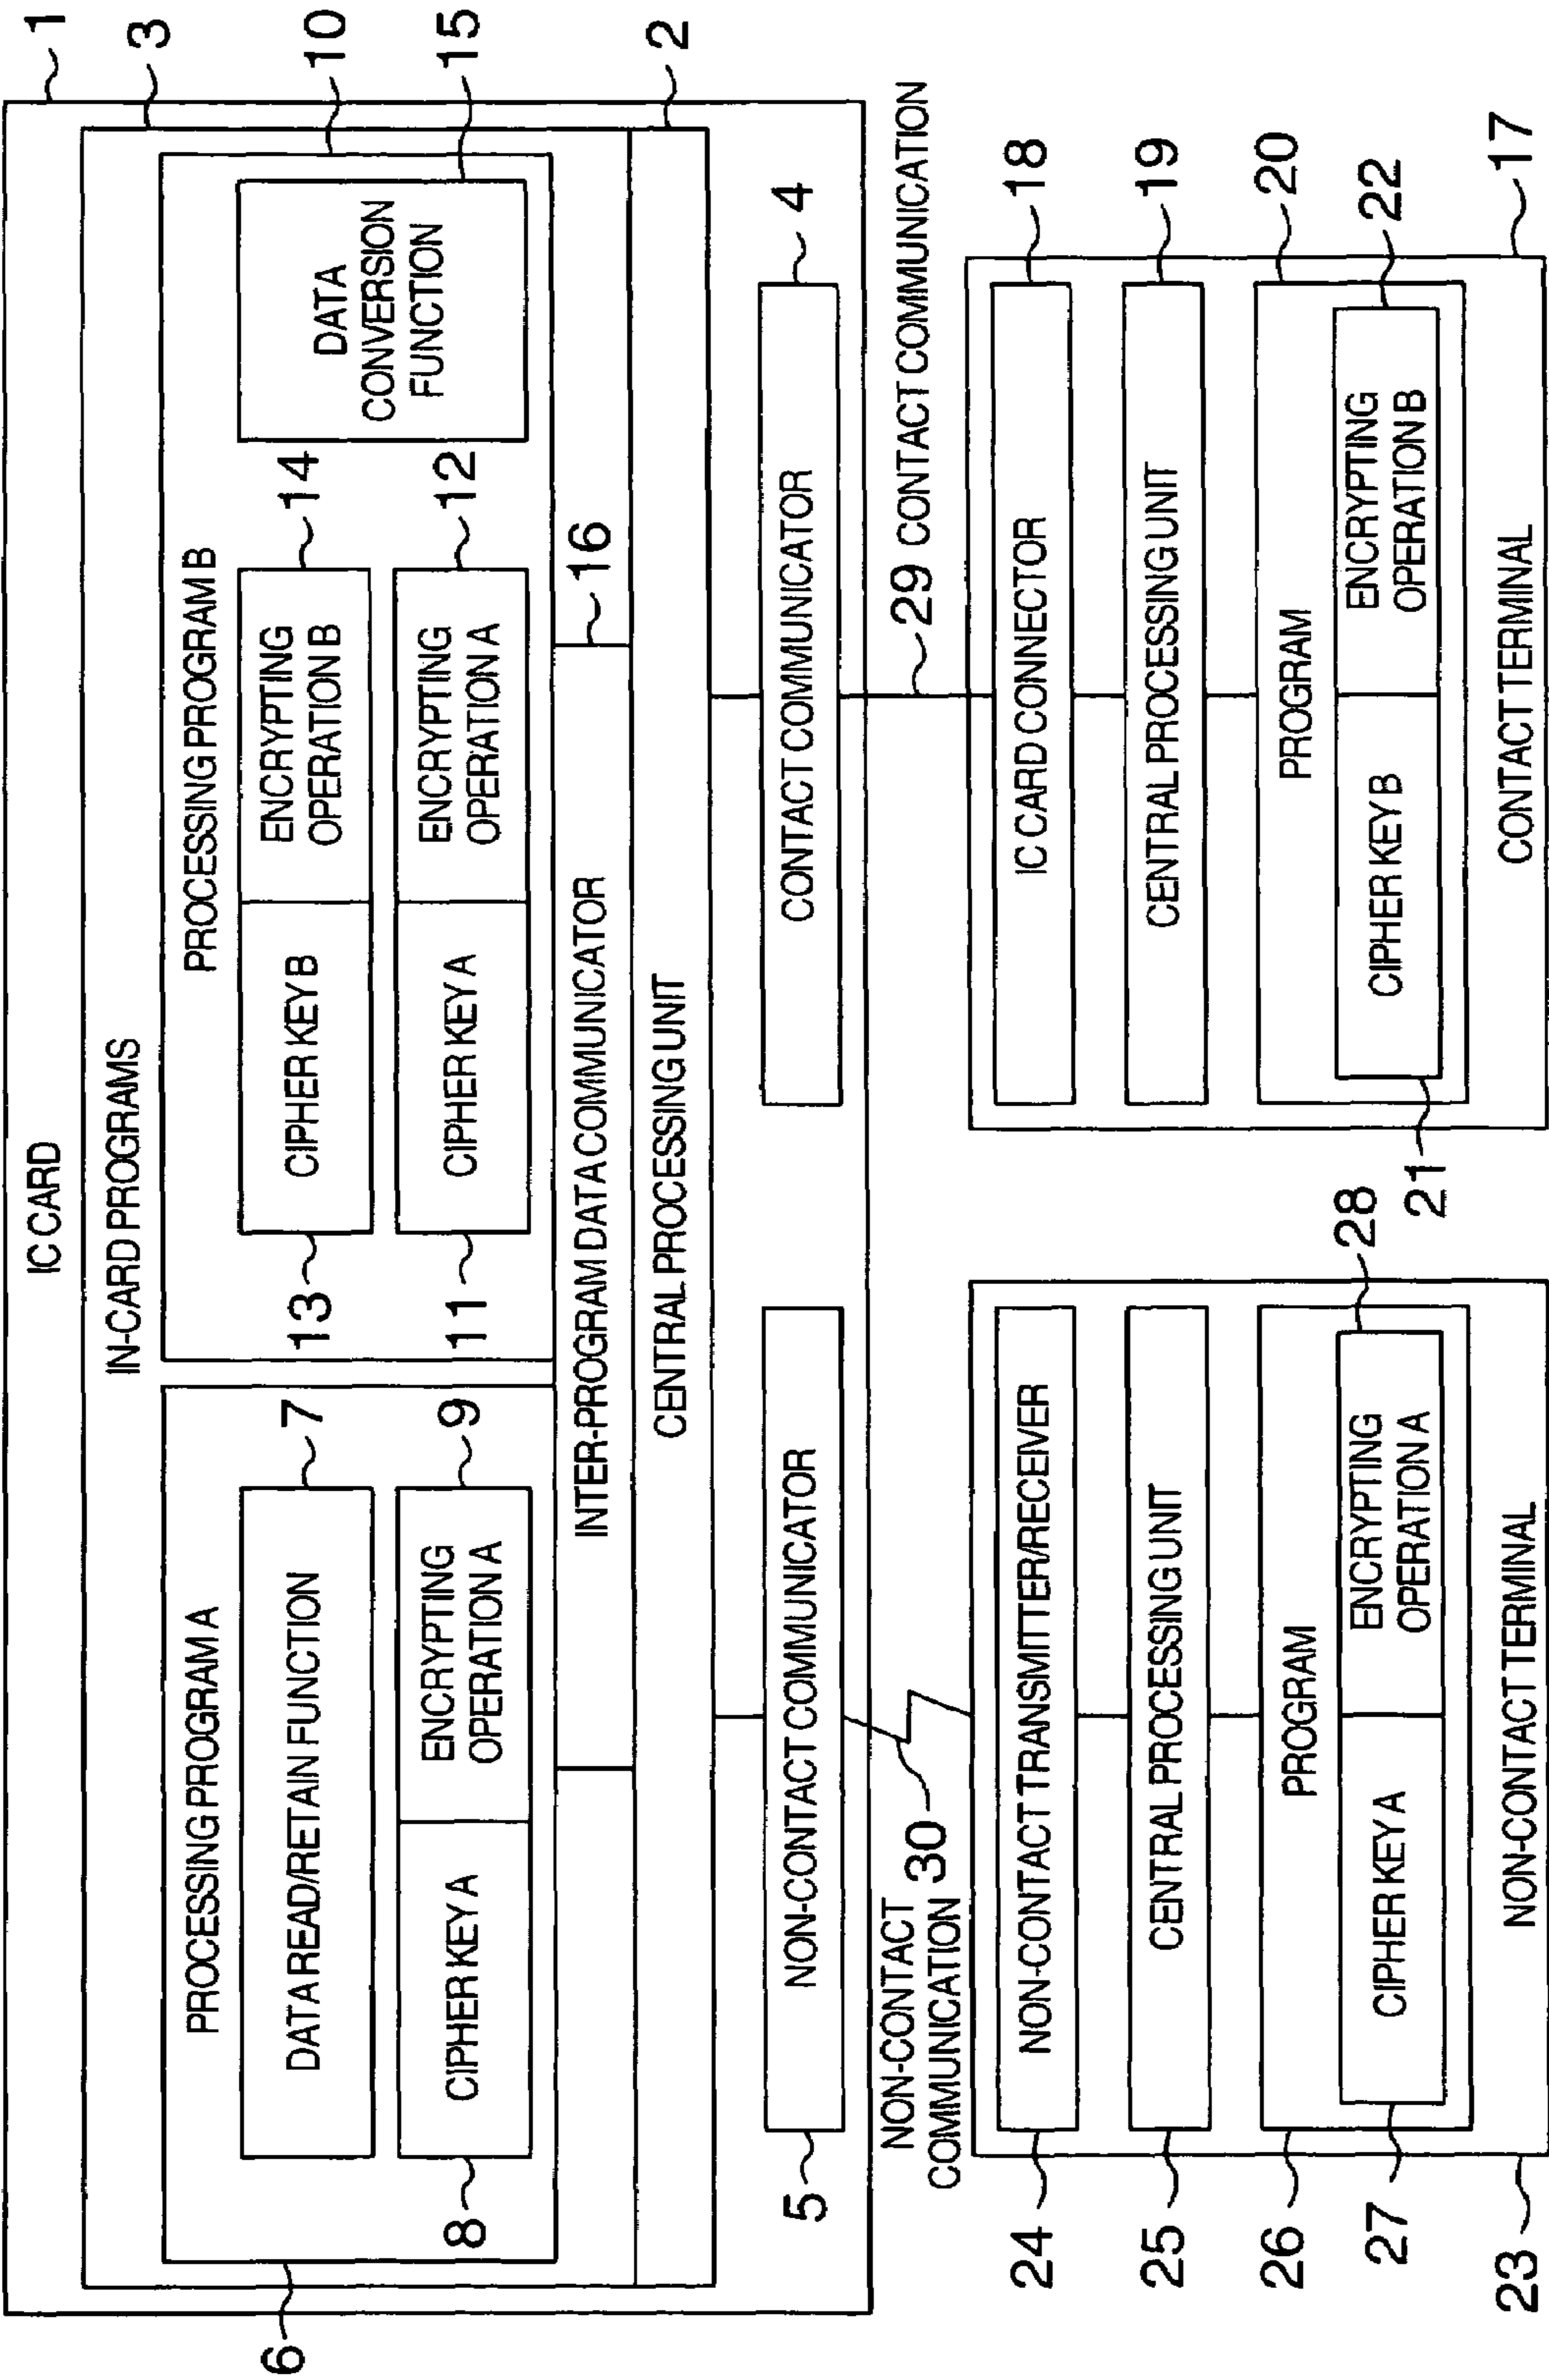 IC CARD
1
IN-CARD PROGRAMS
3
PROCESSING PROGRAM A
6
DATA READ/RETAIN FUNCTION
7
CIPHER KEY A
ENCRYPTING
OPERATION A
8
9
PROCESSING PROGRAM B
10
CIPHER KEY B
ENCRYPTING
OPERATION B
13
14
CIPHER KEY A
ENCRYPTING
OPERATION A
11
12
DATA
CONVERSION
FUNCTION
15
INTER-PROGRAM DATA COMMUNICATOR
16
CENTRAL PROCESSING UNIT
2
NON-CONTACT COMMUNICATOR
5
CONTACT COMMUNICATOR
4
NON-CONTACT
COMMUNICATION
30
29 CONTACT COMMUNICATION
NON-CONTACT TRANSMITTER/RECEIVER
24
CENTRAL PROCESSING UNIT
25
PROGRAM
26
CIPHER KEY A
ENCRYPTING
OPERATION A
27
28
NON-CONTACT TERMINAL
23
IC CARD CONNECTOR
18
CENTRAL PROCESSING UNIT
19
PROGRAM
20
CIPHER KEY B
ENCRYPTING
OPERATION B
21
22
CONTACT TERMINAL
17